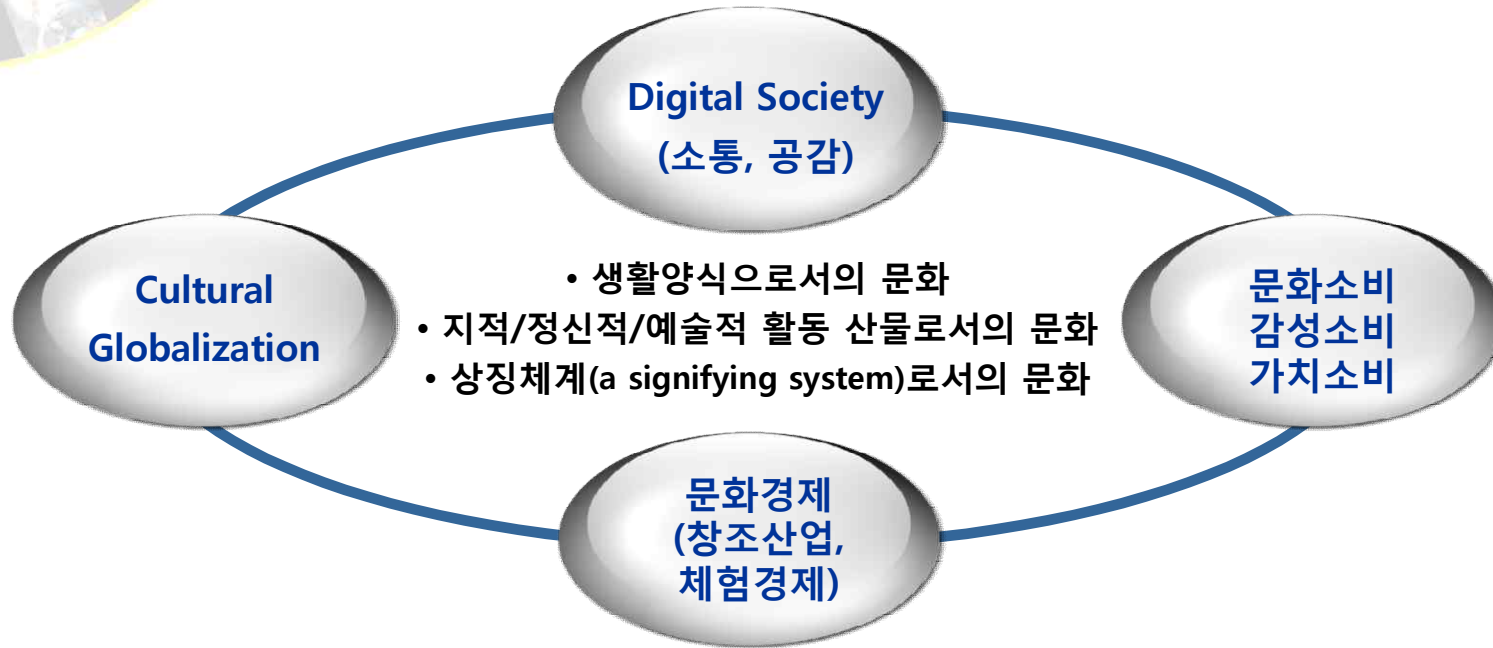 Digital Society
(소통, 공감)
Cultural
Globalization
• 생활양식으로서의 문화
• 지적/정신적/예술적 활동 산물로서의 문화
• 상징체계(a signifying system)로서의 문화
문화소비
감성소비
가치소비
문화경제
(창조산업,
체험경제)